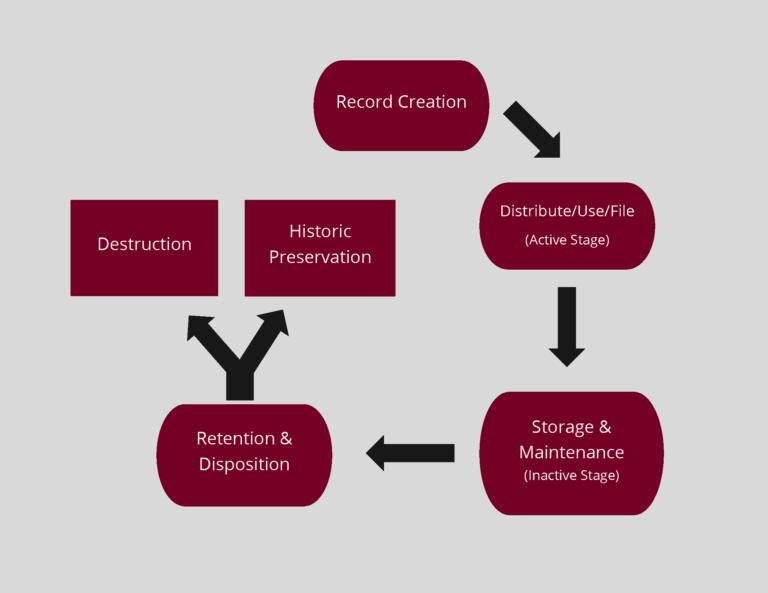 Record Creation
Distribute/Use/File
(Active Stage)
Storage &
Maintenance
(Inactive Stage)
Retention &
Disposition
Destruction
Historic
Preservation